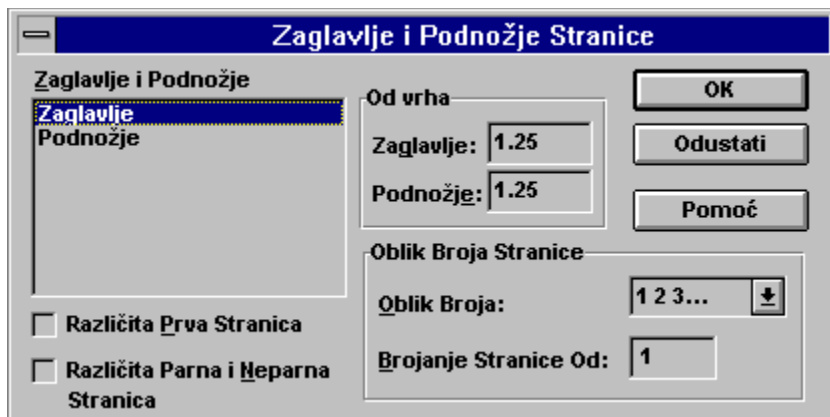 Zaglavlje i Podnožje Stranice
Zaglavlje i Podnožje
Zaglavlje
Podnožje
Različita Prva Stranica
Različita Parna i Neparna
Stranica
Od vrha
Zaglavlje: 1.25
Podnožje: 1.25
OK
Odustati
Pomoć
Oblik Broja Stranice
Oblik Broja: 1 2 3...
Brojanje Stranice Od: 1